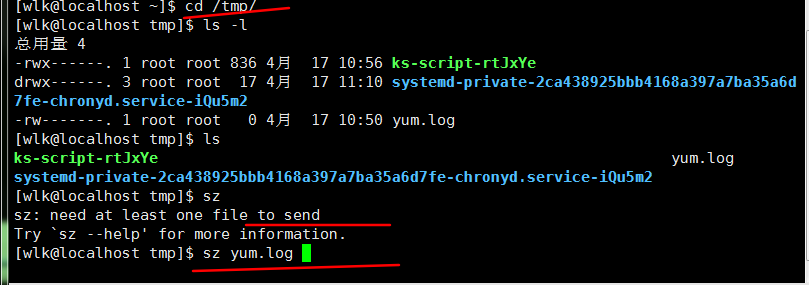 [wlk@localhost ~]$ cd /tmp/
[wlk@localhost tmp]$ ls -l
总用量 4
-rwx------. 1 root root 836 4月  17 10:56 ks-script-rtJxYe
drwx------. 3 root root  17 4月  17 11:10 systemd-private-2ca438925bbb4168a397a7ba35a6d
7fe-chronyd.service-iQu5m2
-rw-------. 1 root root   0 4月  17 10:50 yum.log
[wlk@localhost tmp]$ ls
ks-script-rtJxYe                                                        yum.log
systemd-private-2ca438925bbb4168a397a7ba35a6d7fe-chronyd.service-iQu5m2
[wlk@localhost tmp]$ sz
sz: need at least one file to send
Try `sz --help' for more information.
[wlk@localhost tmp]$ sz yum.log